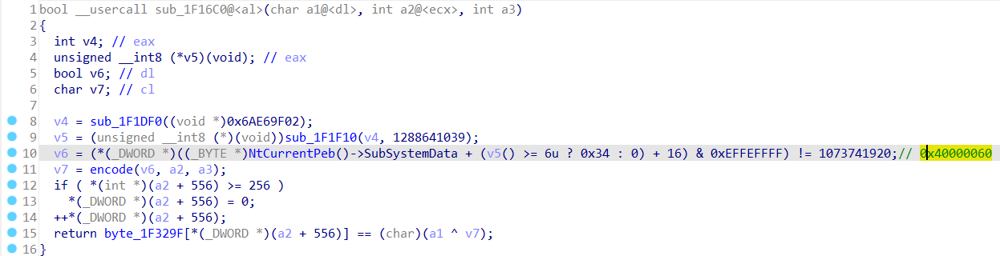 1 bool __usercall sub_1F16C0@<al>(char a1@<dl>, int a2@<ecx>, int a3)
2 {
3 int v4; // eax
4 unsigned __int8 (*v5)(void); // eax
5 bool v6; // dl
6 char v7; // cl
7
8 v4 = sub_1F1DF0((void *)0x6AE69F02);
9 v5 = (unsigned __int8 (*)(void))sub_1F1F10(v4, 1288641039);
10 v6 = (*(_DWORD *)((_BYTE *)NtCurrentPeb()->SubSystemData + (v5() >= 6u ? 0x34 : 0) + 16) & 0xEFFEFFFF) != 1073741920;// 0x40000060
11 v7 = encode(v6, a2, a3);
12 if ( *(int *)(a2 + 556) >= 256 )
13 *(_DWORD *)(a2 + 556) = 0;
14 ++*(_DWORD *)(a2 + 556);
15 return byte_1F329F[*(_DWORD *)(a2 + 556)] == (char)(a1 ^ v7);
16 }